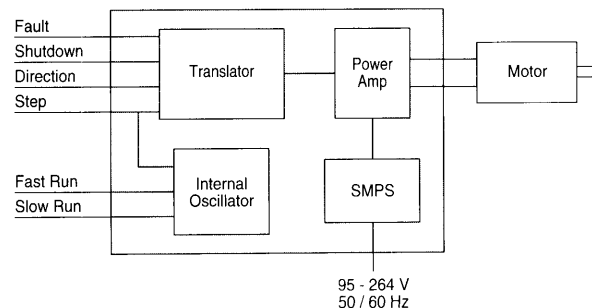 Fault
Shutdown
Direction
Step
Fast Run
Slow Run
Translator
Internal
Oscillator
Power
Amp
SMPS
Motor
95 - 264 V
50 / 60 Hz